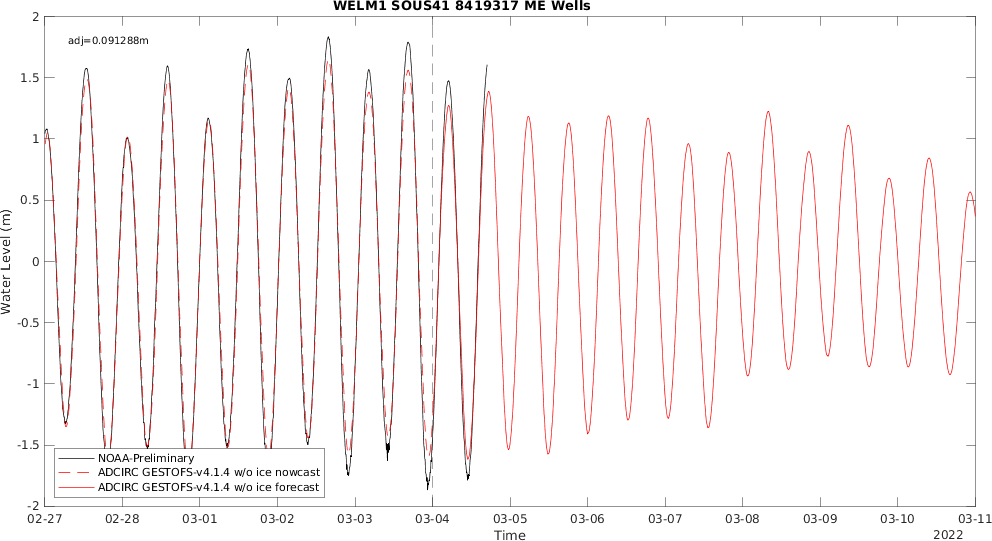 WELM1 SOUS41 8419317 ME Wells
adj=0.091288m
2
1.5
1
0.5
0
-0.5
-1
-1.5
-2
Water Level (m)
NOAA-Preliminary
ADCIRC GESTOFS-v4.1.4 w/o ice nowcast
ADCIRC GESTOFS-v4.1.4 w/o ice forecast
02-27 02-28 03-01 03-02 03-03 03-04 03-05 03-06 03-07 03-08 03-09 03-10 03-11
Time
2022